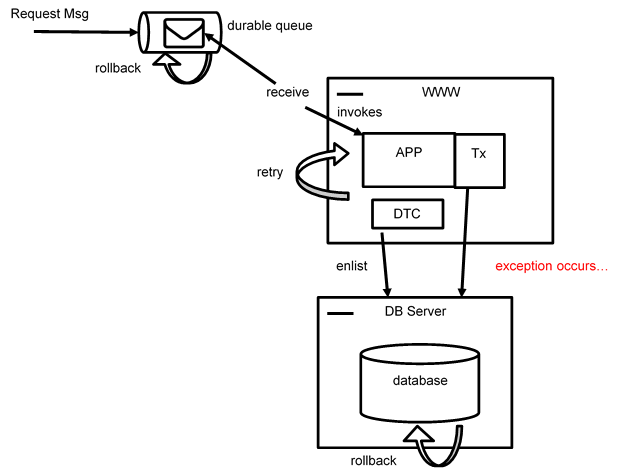 Request Msg
durable queue
rollback
receive
WWW
invokes
APP
Tx
retry
DTC
enlist
exception occurs…
DB Server
database
rollback